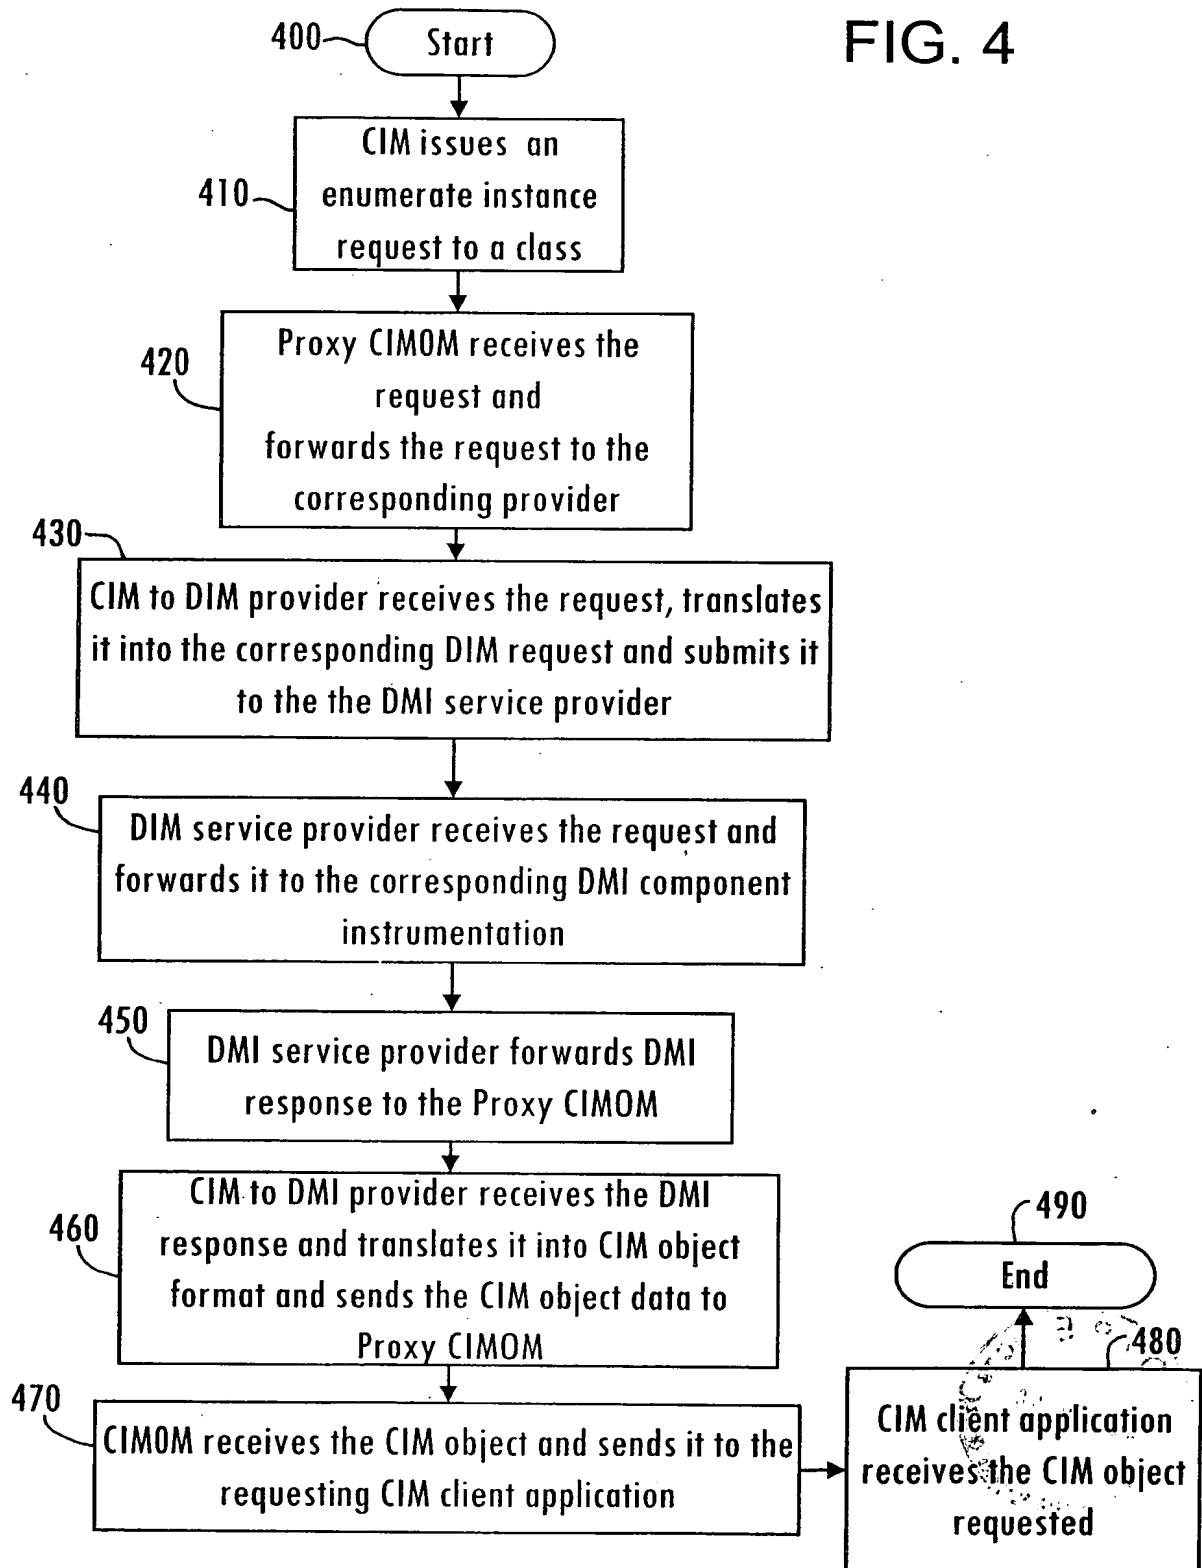 FIG. 4
400
Start
410
CIM issues an
enumerate instance
request to a class
420
Proxy CIMOM receives the
request and
forwards the request to the
corresponding provider
430
CIM to DIM provider receives the request, translates
it into the corresponding DIM request and submits it
to the the DMI service provider
440
DIM service provider receives the request and
forwards it to the corresponding DMI component
instrumentation
450
DMI service provider forwards DMI
response to the Proxy CIMOM
460
CIM to DMI provider receives the DMI
response and translates it into CIM object
format and sends the CIM object data to
Proxy CIMOM
470
CIMOM receives the CIM object and sends it to the
requesting CIM client application
480
CIM client application
receives the CIM object
requested
490
End